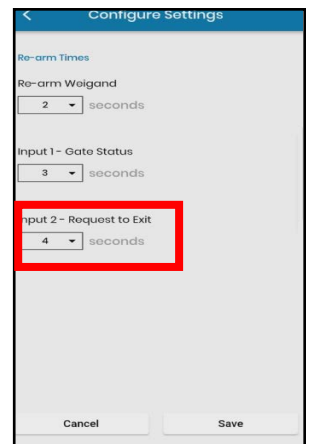 Configure Settings
Re-arm Times
Re-arm Weigand
2 seconds
Input 1 - Gate Status
3 seconds
Input 2 - Request to Exit
4 seconds
Cancel Save